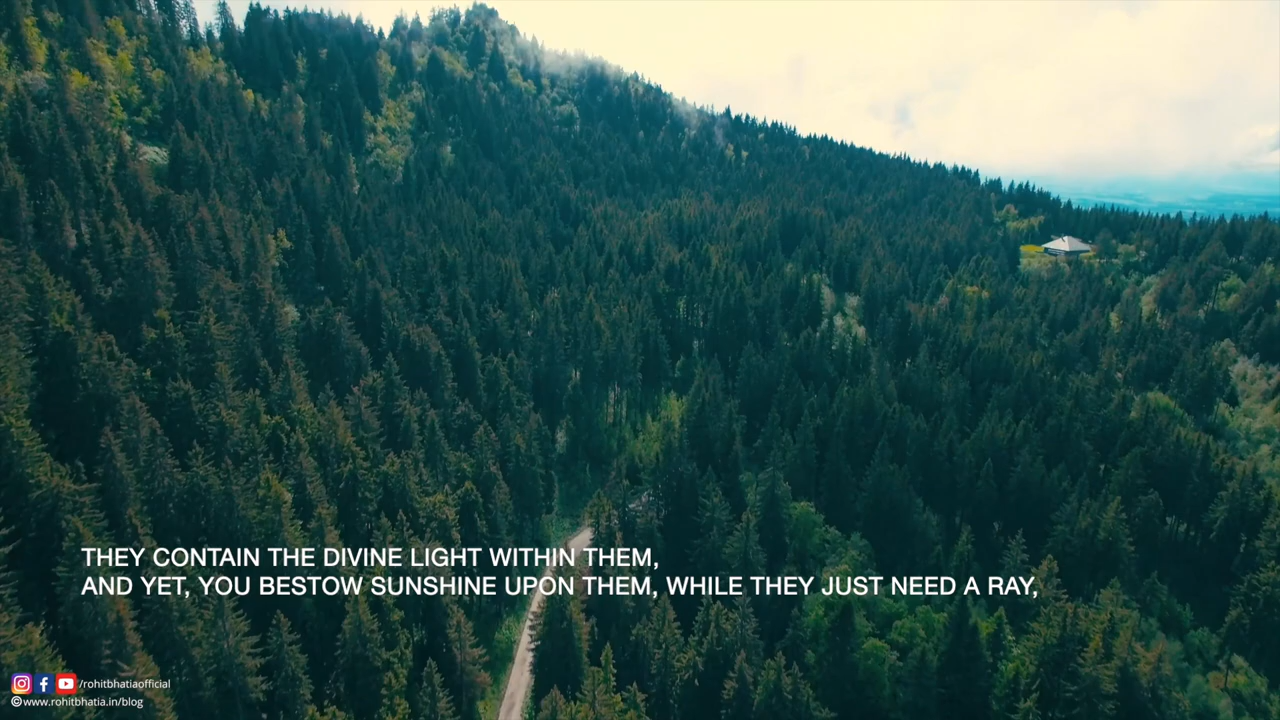 THEY CONTAIN THE DIVINE LIGHT WITHIN THEM,
AND YET, YOU BESTOW SUNSHINE UPON THEM, WHILE THEY JUST NEED A RAY,
/rohitbhatiaofficial
©www.rohitbhatia.in/blog